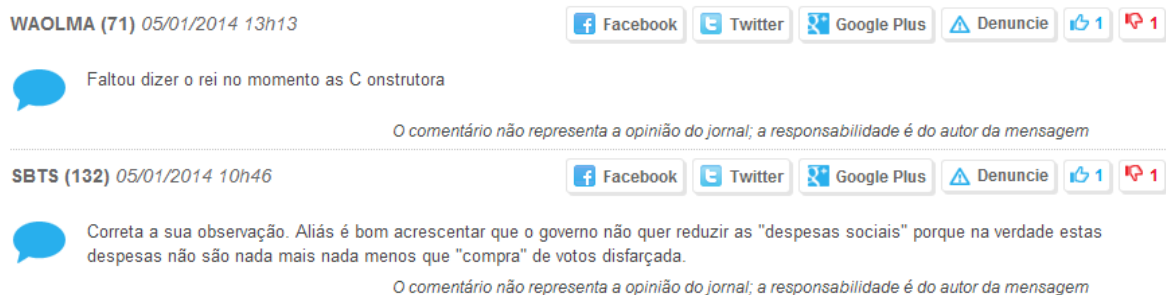 WAOLMA (71) 05/01/2014 13h13 Facebook Twitter Google Plus Denuncie 1 1
Faltou dizer o rei no momento as C onstrutora
O comentário não representa a opinião do jornal; a responsabilidade é do autor da mensagem
SBTS (132) 05/01/2014 10h46 Facebook Twitter Google Plus Denuncie 1 1
Correta a sua observação. Aliás é bom acrescentar que o governo não quer reduzir as "despesas sociais" porque na verdade estas
despesas não são nada mais nada menos que "compra" de votos disfarçada.
O comentário não representa a opinião do jornal; a responsabilidade é do autor da mensagem